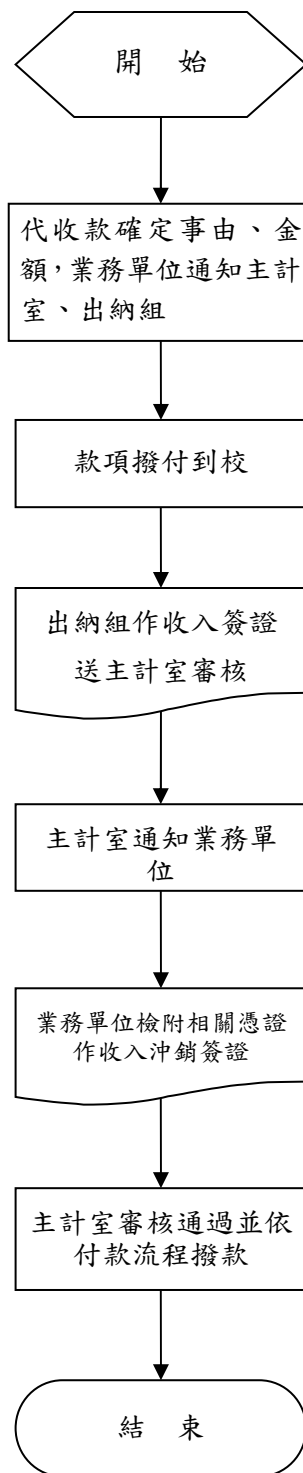 開　始
代收款確定事由、金
額，業務單位通知主計
室、出納組
款項撥付到校
出納組作收入簽證
送主計室審核
主計室通知業務單
位
業務單位檢附相關憑證
作收入沖銷簽證
主計室審核通過並依
付款流程撥款
結　束